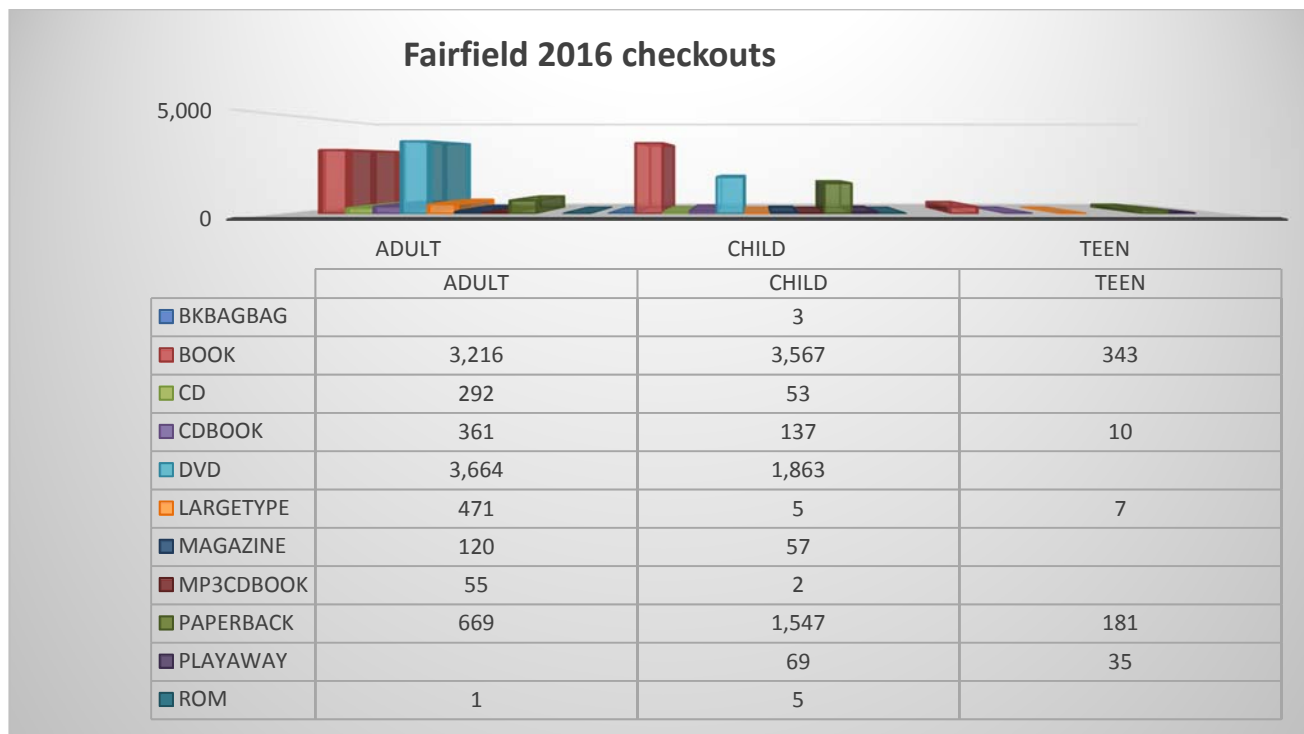 Fairfield 2016 checkouts
5,000
0
ADULT CHILD TEEN
ADULT CHILD TEEN
BKBAGBAG 3
BOOK 3,216 3,567 343
CD 292 53
CDBOOK 361 137 10
DVD 3,664 1,863
LARGETYPE 471 5 7
MAGAZINE 120 57
MP3CDBOOK 55 2
PAPERBACK 669 1,547 181
PLAYAWAY 69 35
ROM 1 5